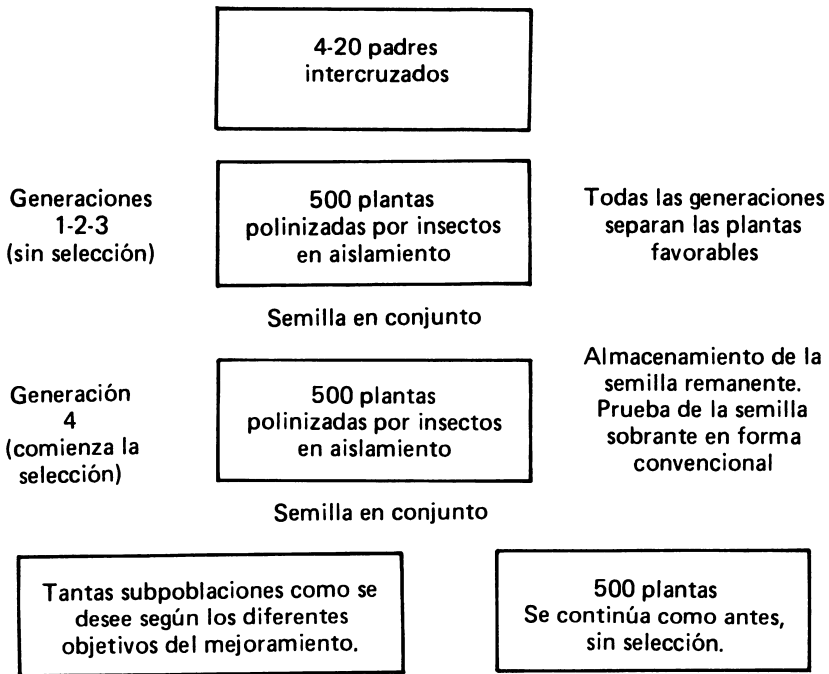 4-20 padres
intercruzados
Generaciones
1-2-3
(sin selección)
500 plantas
polinizadas por insectos
en aislamiento
Todas las generaciones
separan las plantas
favorables
Semilla en conjunto
Generación
4
(comienza la
selección)
500 plantas
polinizadas por insectos
en aislamiento
Almacenamiento de la
semilla remanente.
Prueba de la semilla
sobrante en forma
convencional
Semilla en conjunto
Tantas subpoblaciones como se
desee según los diferentes
objetivos del mejoramiento.
500 plantas
Se continúa como antes,
sin selección.